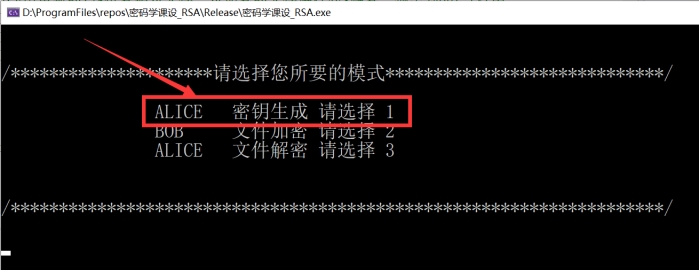 D:\ProgramFiles\repos\密码学课设_RSA\Release\密码学课设_RSA.exe
/*********************请选择您所要的模式*****************************/
ALICE 密钥生成 请选择 1
BOB 文件加密 请选择 2
ALICE 文件解密 请选择 3
/********************************************************************/